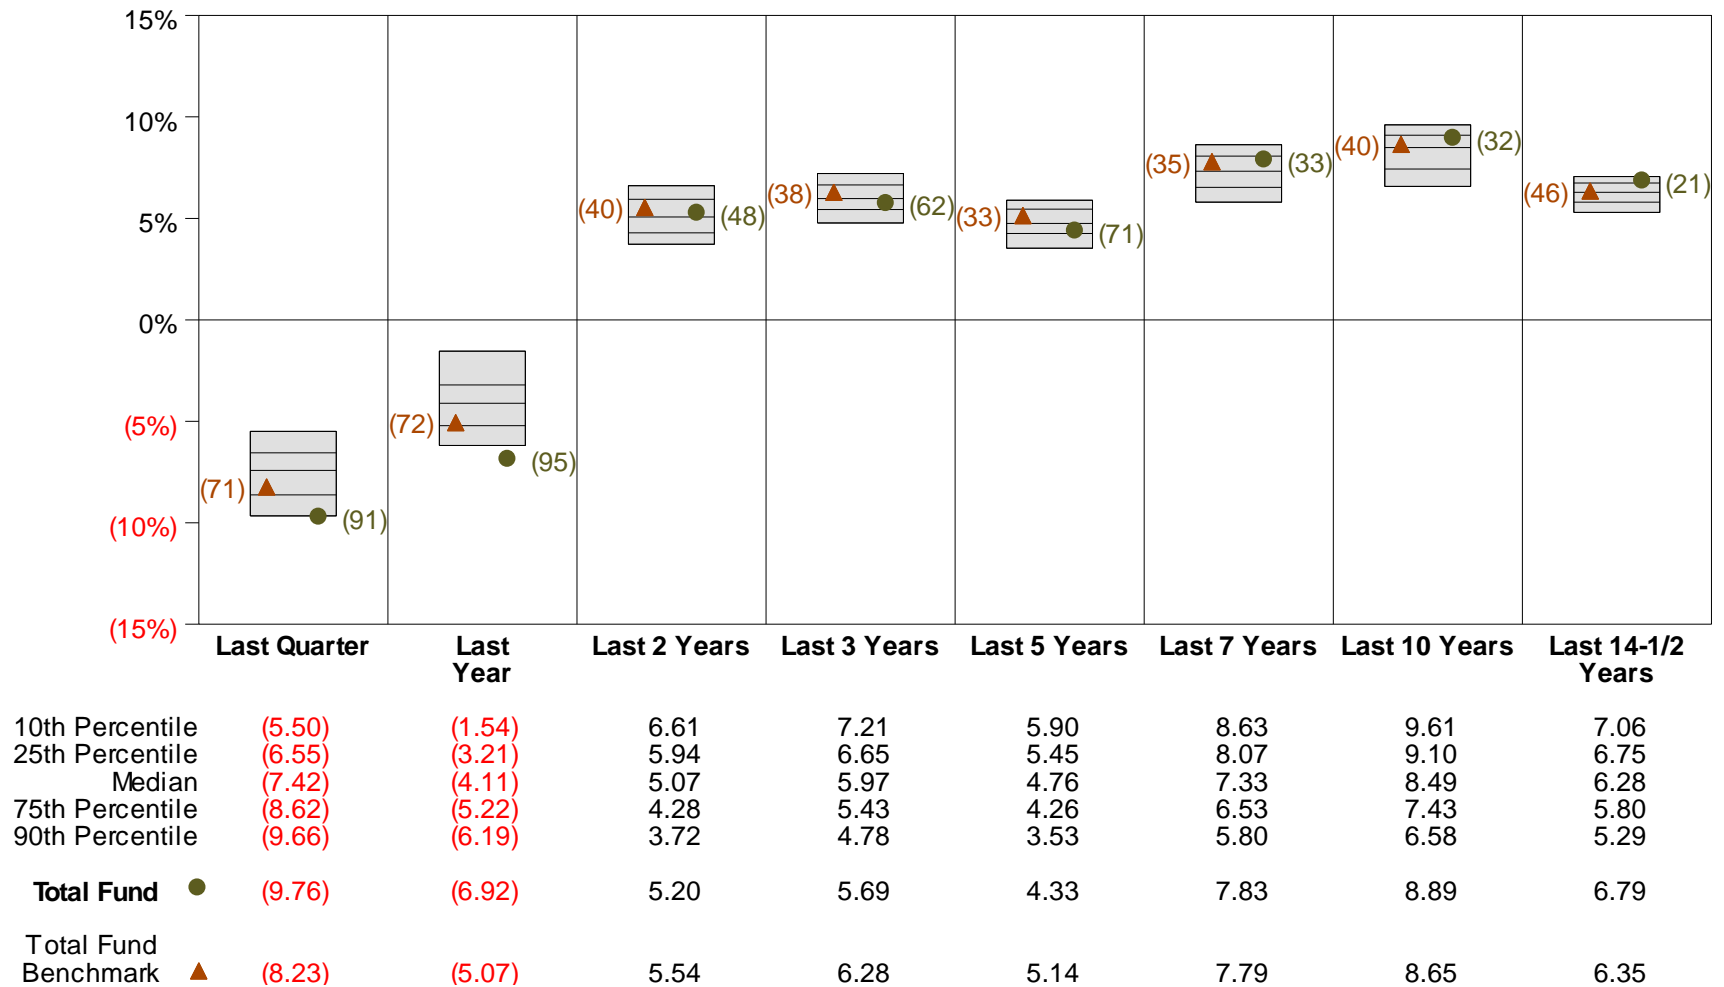 15%
10%
5%
0%
(5%)
(10%)
(15%)
(71) (91)
(72) (95)
(40) (48)
(38) (62)
(33) (71)
(35) (33)
(40) (32)
(46) (21)
Last Quarter Last Year Last 2 Years Last 3 Years Last 5 Years Last 7 Years Last 10 Years Last 14-1/2 Years
10th Percentile (5.50) (1.54) 6.61 7.21 5.90 8.63 9.61 7.06
25th Percentile (6.55) (3.21) 5.94 6.65 5.45 8.07 9.10 6.75
Median (7.42) (4.11) 5.07 5.97 4.76 7.33 8.49 6.28
75th Percentile (8.62) (5.22) 4.28 5.43 4.26 6.53 7.43 5.80
90th Percentile (9.66) (6.19) 3.72 4.78 3.53 5.80 6.58 5.29
Total Fund (9.76) (6.92) 5.20 5.69 4.33 7.83 8.89 6.79
Total Fund
Benchmark (8.23) (5.07) 5.54 6.28 5.14 7.79 8.65 6.35